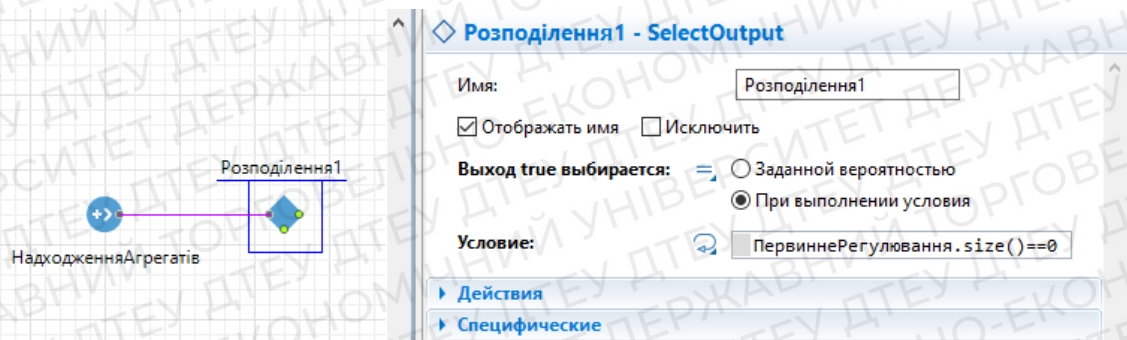 Розподілення1 - SelectOutput
Имя:
Розподілення1
Отображать имя
Исключить
Выход true выбирается:
Заданной вероятностью
При выполнении условия
Условие:
ПервиннеРегулювання.size()==0
Действия
Специфические
Розподілення1
НадходженняАгрегатів